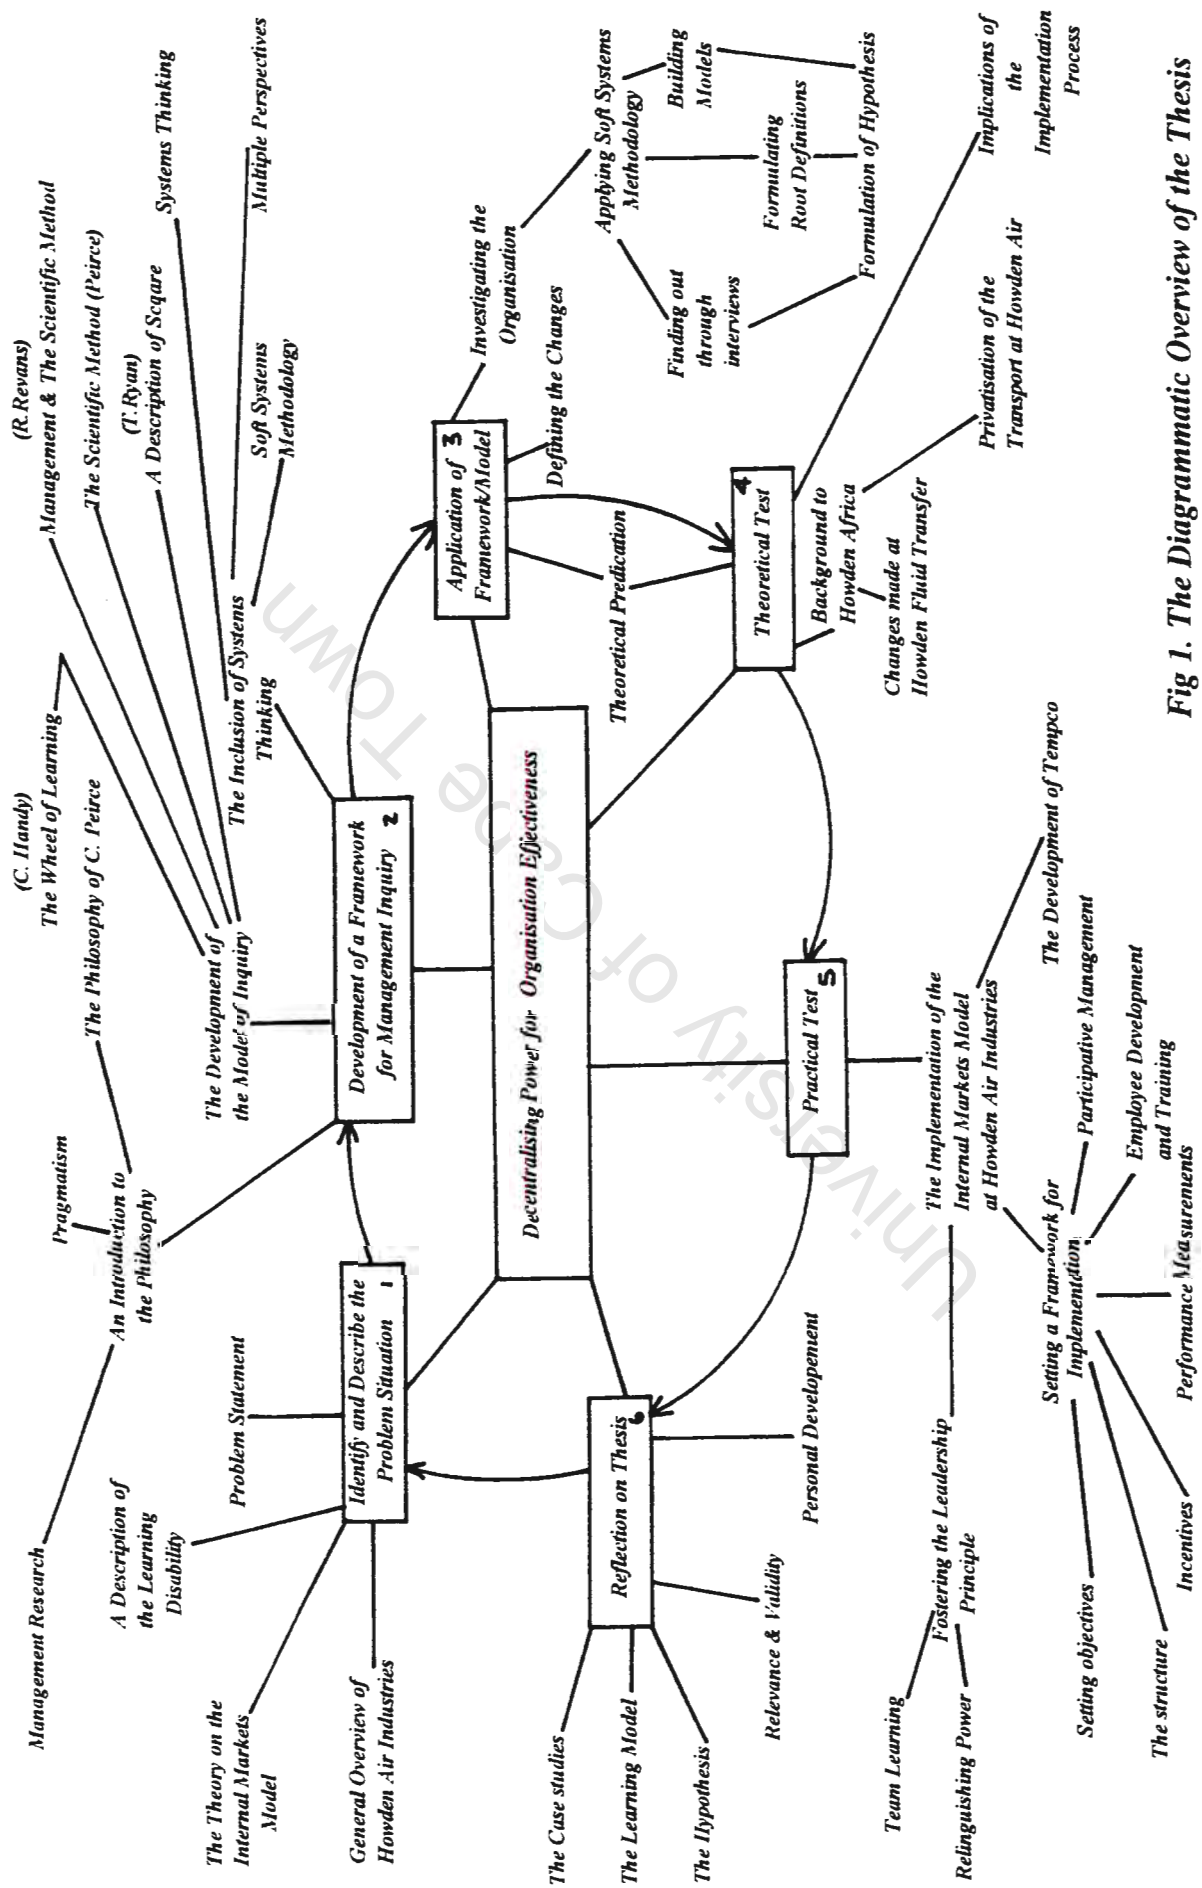 (R.Revans)
Management & The Scientific Method
The Scientific Method (Peirce)
(T.Ryan)
A Description of Scqare
Systems Thinking
Multiple Perspectives
Soft Systems
Methodology
The Inclusion of Systems
Thinking
(C. Handy)
The Wheel of Learning
The Philosophy of C. Peirce
The Development of
the Model of Inquiry
Pragmatism
An Introduction to
the Philosophy
Management Research
Development of a Framework
for Management Inquiry 2
Problem Statement
A Description of
the Learning
Disability
The Theory on the
Internal Markets
Model
General Overview of
Howden Air Industries
Identify and Describe the
Problem Situation 1
Application of 3
Framework/Model
Investigating the
Organisation
Defining the Changes
Applying Soft Systems
Methodology
Building
Models
Formulating
Root Definitions
Finding out
through
interviews
Formulation of Hypothesis
Theoretical Predication
Decentralising Power for Organisation Effectiveness
4
Theoretical Test
Background to
Howden Africa
Changes made at
Howden Fluid Transfer
Privatisation of the
Transport at Howden Air
Implications of
the
Implementation
Process
Practical Test 5
The Implementation of the
Internal Markets Model
at Howden Air Industries
The Development of Tempco
Setting a Framework for
Implementation
Participative Management
Employee Development
and Training
Performance Measurements
Incentives
The structure
Setting objectives
Fostering the Leadership
Principle
Team Learning
Relinguishing Power
6
Reflection on Thesis
Personal Developement
Relevance & Validity
The Case studies
The Learning Model
The Hypothesis
University of Cape Town
Fig 1. The Diagrammatic Overview of the Thesis